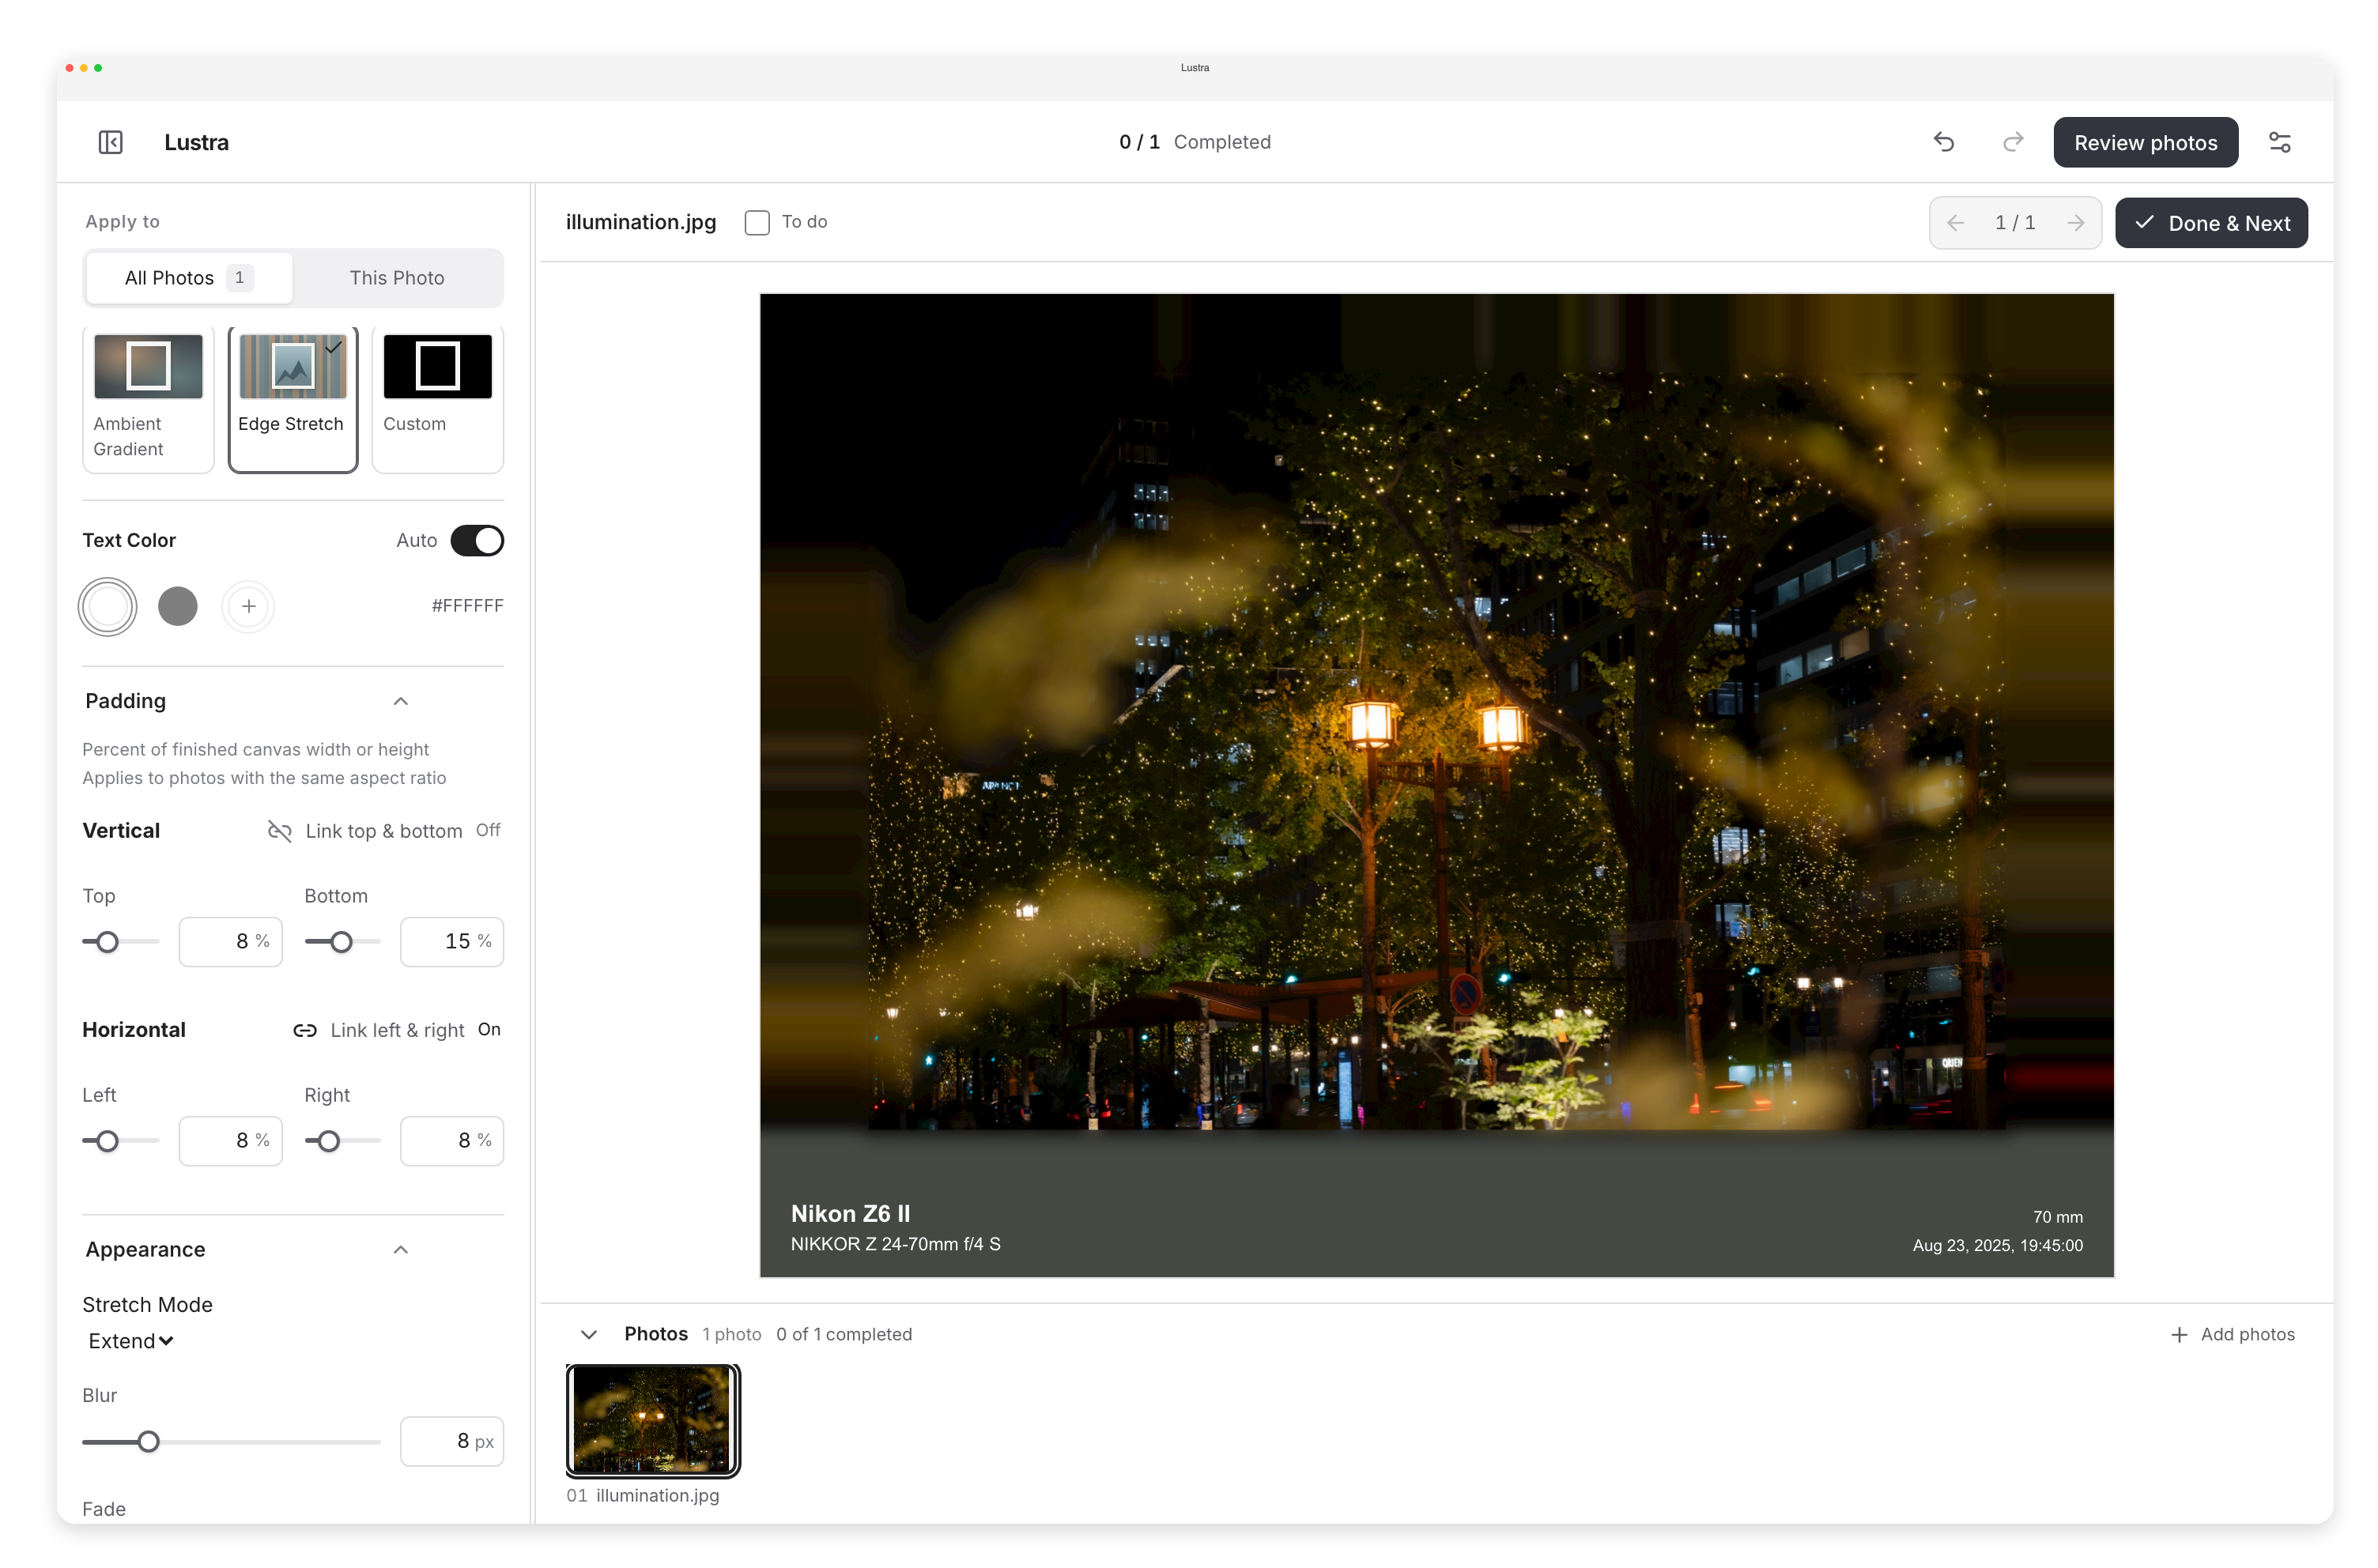 Lustra
Lustra
0 / 1 Completed
Review photos
Apply to
All Photos 1
This Photo
illumination.jpg
To do
1 / 1
Done & Next
Ambient
Gradient
Edge Stretch
Custom
Text Color
Auto
#FFFFFF
Padding
Percent of finished canvas width or height
Applies to photos with the same aspect ratio
Vertical
Link top & bottom Off
Top
Bottom
8 %
15 %
Horizontal
Link left & right On
Left
Right
8 %
8 %
Appearance
Stretch Mode
Extend
Blur
8 px
Fade
Nikon Z6 II
NIKKOR Z 24-70mm f/4 S
70 mm
Aug 23, 2025, 19:45:00
Photos 1 photo 0 of 1 completed
Add photos
01 illumination.jpg